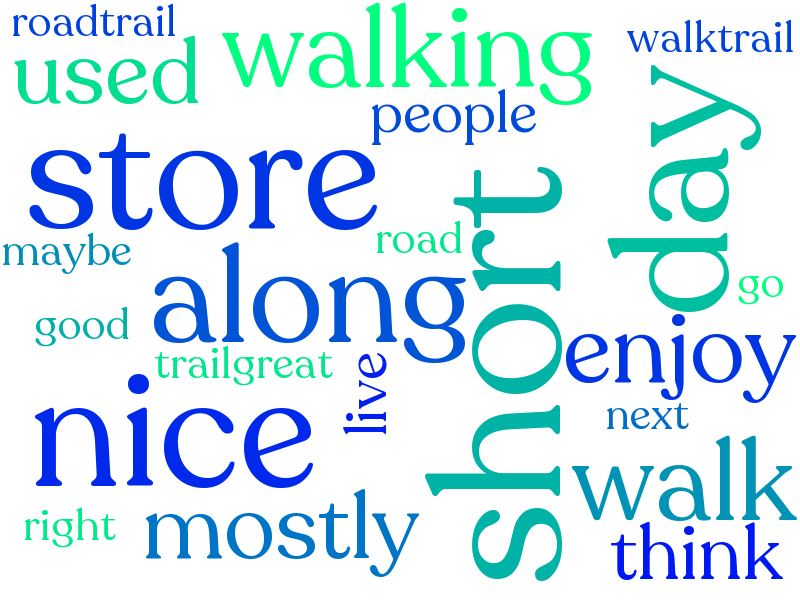 roadtrail
walking
walktrail
used
people
day
store
short
maybe
road
along
go
good
trailgreat
enjoy
live
nice
next
walk
right
mostly
think